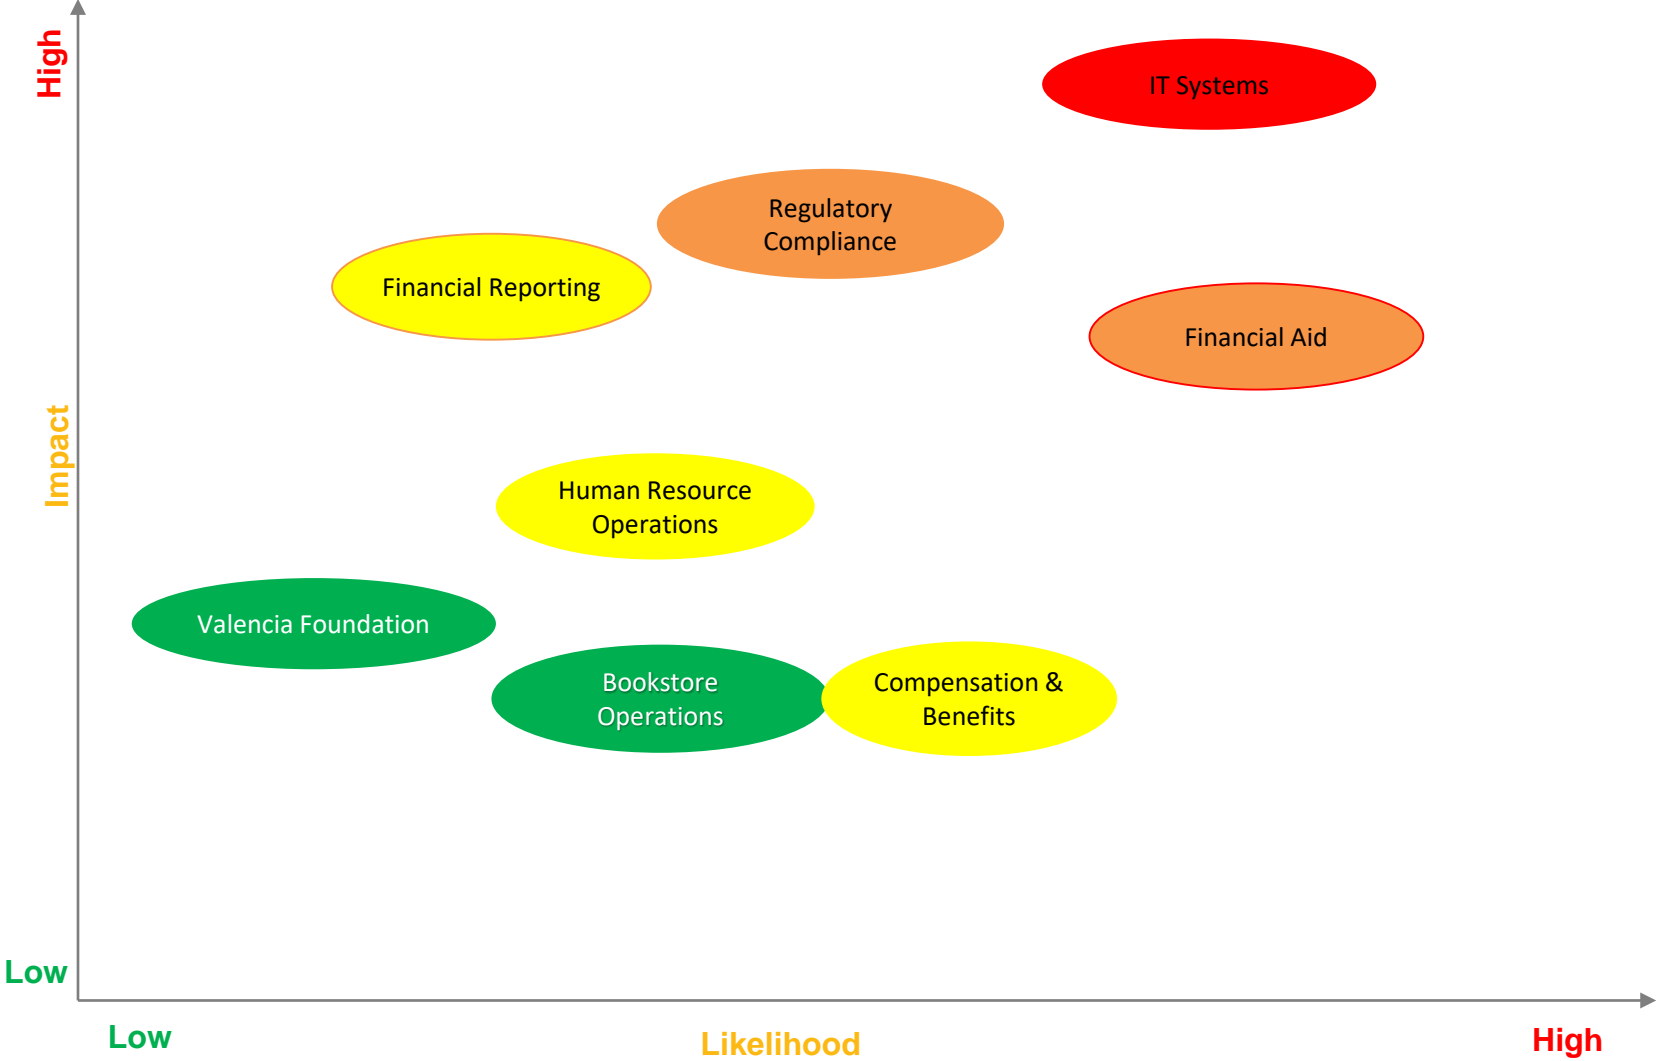 High
IT Systems
Regulatory
Compliance
Financial Reporting
Financial Aid
Impact
Human Resource
Operations
Valencia Foundation
Bookstore
Operations
Compensation &
Benefits
Low
Low
Likelihood
High